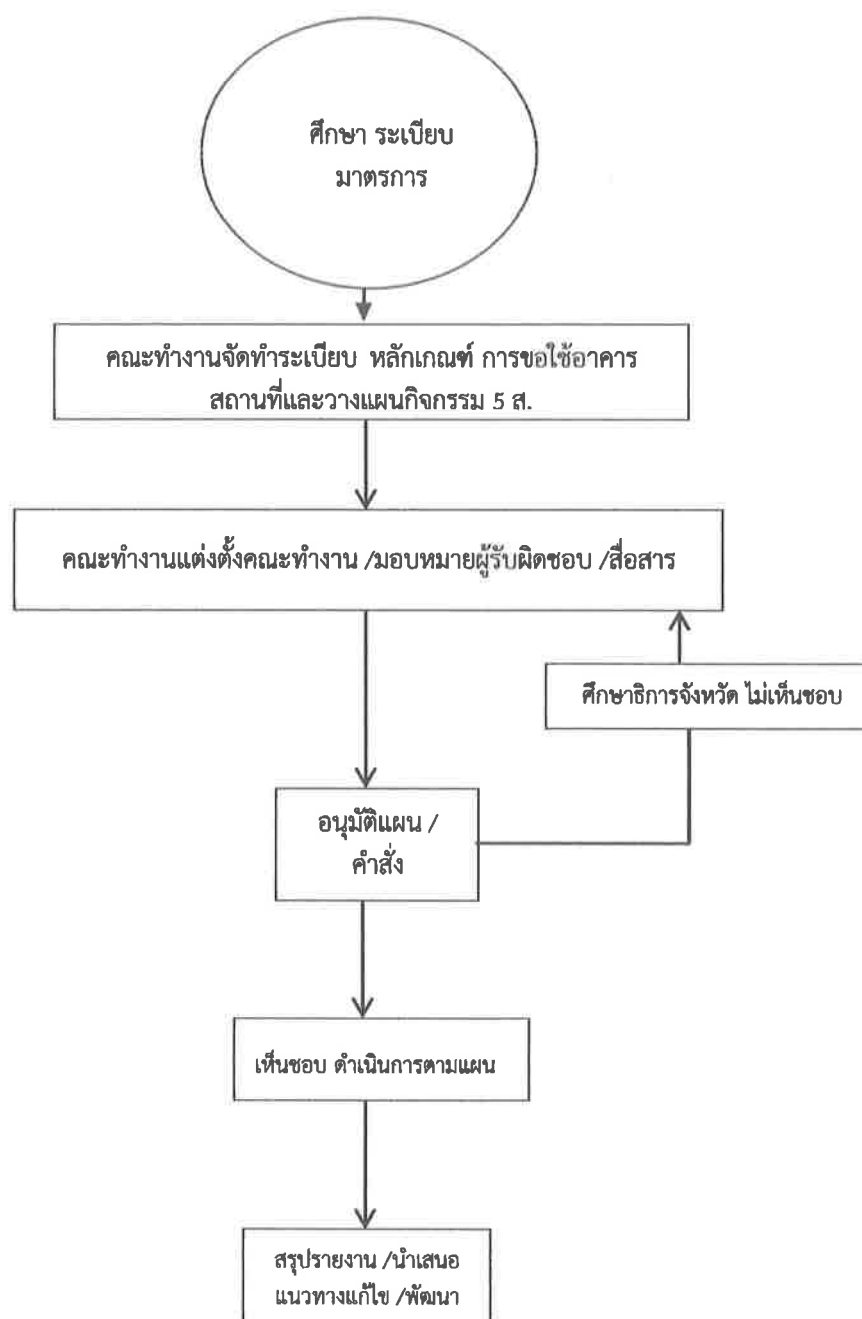 ศึกษา ระเบียบ
มาตรการ
คณะทำงานจัดทำระเบียบ หลักเกณฑ์ การขอใช้อาคาร
สถานที่และวางแผนกิจกรรม 5 ส.
คณะทำงานแต่งตั้งคณะทำงาน /มอบหมายผู้รับผิดชอบ /สื่อสาร
ศึกษาธิการจังหวัด ไม่เห็นชอบ
อนุมัติแผน /
คำสั่ง
เห็นชอบ ดำเนินการตามแผน
สรุปรายงาน /นำเสนอ
แนวทางแก้ไข /พัฒนา